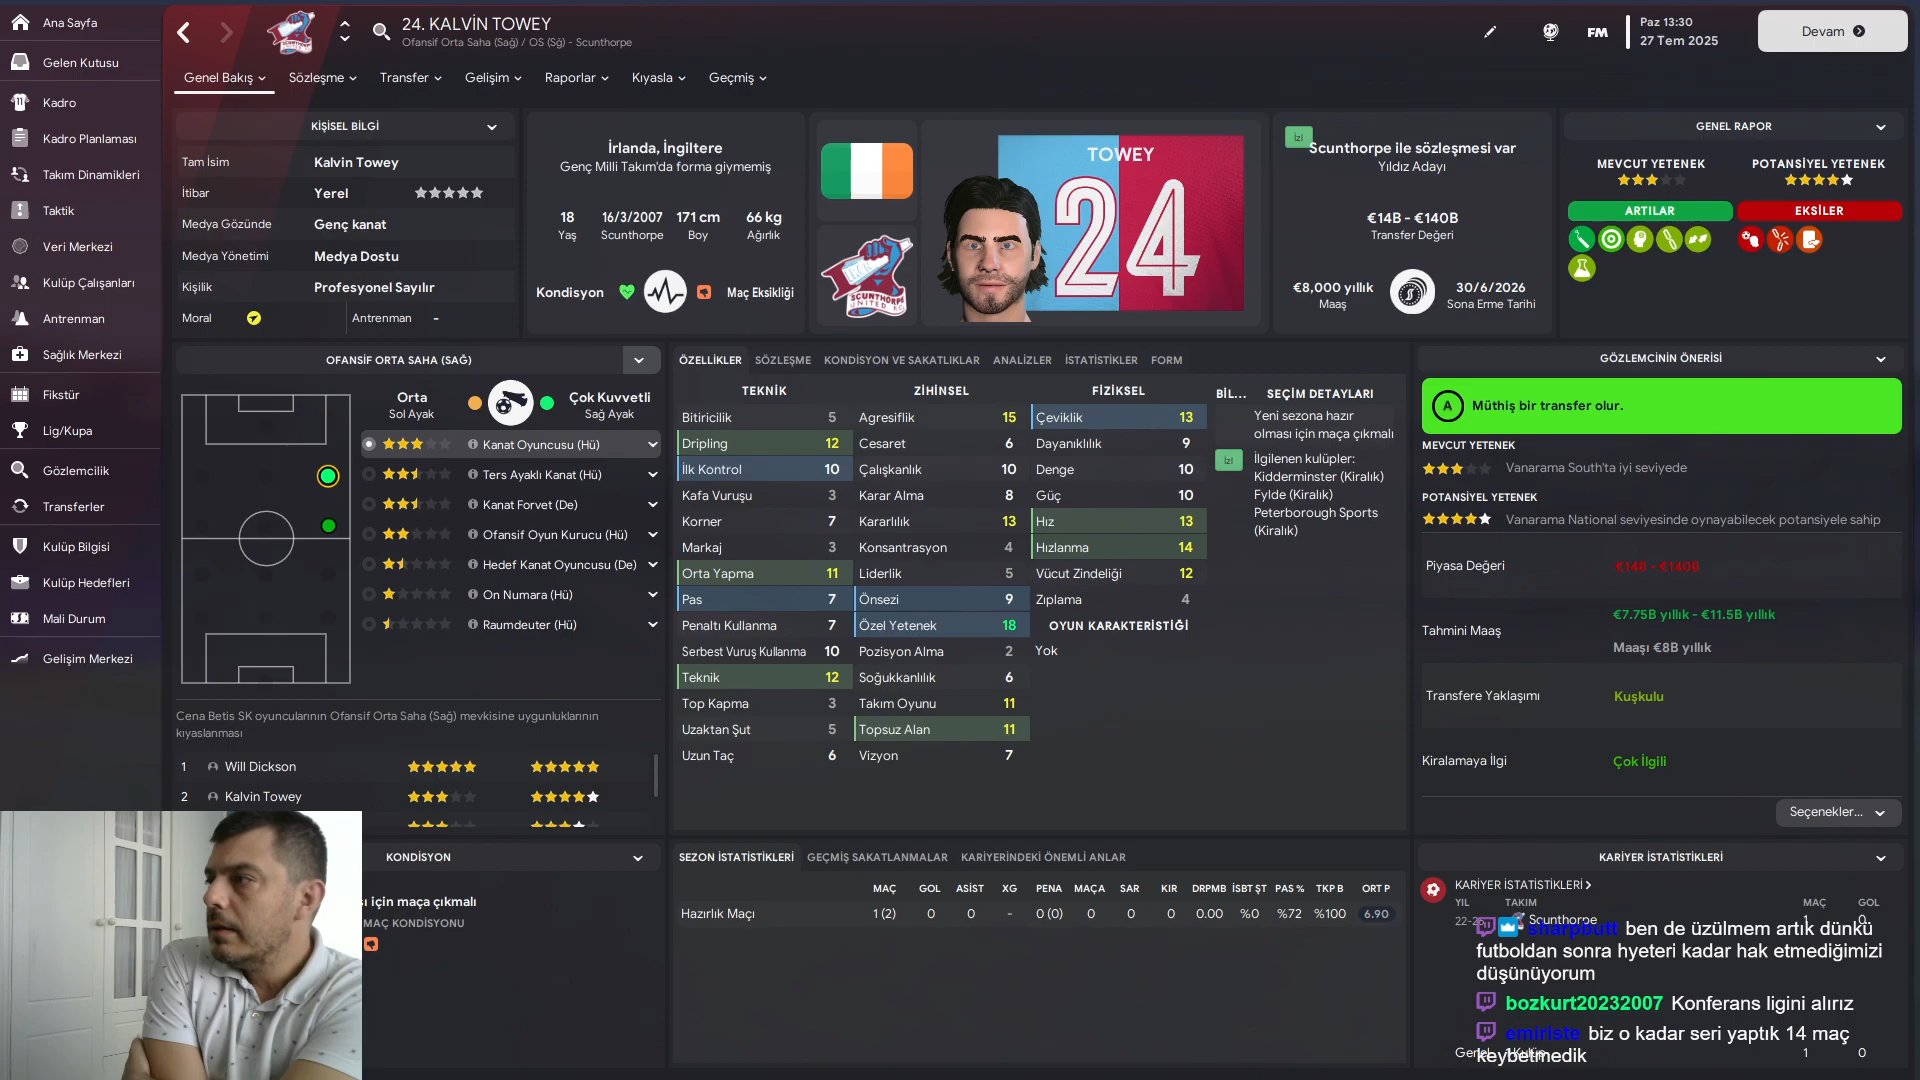 Ana Sayfa
Gelen Kutusu
Kadro
Kadro Planlaması
Takım Dinamikleri
Taktik
Veri Merkezi
Kulüp Çalışanları
Antrenman
Sağlık Merkezi
Fikstür
Lig/Kupa
Gözlemcilik
Transferler
Kulüp Bilgisi
Kulüp Hedefleri
Mali Durum
Gelişim Merkezi
24. KALVİN TOWEY
Ofansif Orta Saha (Sağ) / OS (Sğ) - Scunthorpe
FM
Paz 13:30
27 Tem 2025
Devam
Genel Bakış
Sözleşme
Transfer
Gelişim
Raporlar
Kıyasla
Geçmiş
KİŞİSEL BİLGİ
Tam İsim Kalvin Towey
İtibar Yerel
Medya Gözünde Genç kanat
Medya Yönetimi Medya Dostu
Kişilik Profesyonel Sayılır
Moral
Antrenman -
İrlanda, İngiltere
Genç Milli Takım'da forma giymemiş
18 16/3/2007 171 cm 66 kg
Yaş Scunthorpe Boy Ağırlık
Kondisyon
Maç Eksikliği
SCUNTHORPE
UNITED F.C.
TOWEY
24
İzl
Scunthorpe ile sözleşmesi var
Yıldız Adayı
€14B - €140B
Transfer Değeri
€8,000 yıllık
Maaş
30/6/2026
Sona Erme Tarihi
GENEL RAPOR
MEVCUT YETENEK
POTANSİYEL YETENEK
ARTILAR
EKSİLER
OFANSİF ORTA SAHA (SAĞ)
Orta
Sol Ayak
Çok Kuvvetli
Sağ Ayak
Kanat Oyuncusu (Hü)
Ters Ayaklı Kanat (Hü)
Kanat Forvet (De)
Ofansif Oyun Kurucu (Hü)
Hedef Kanat Oyuncusu (De)
On Numara (Hü)
Raumdeuter (Hü)
Cena Betis SK oyuncularının Ofansif Orta Saha (Sağ) mevkisine uygunluklarının
kıyaslanması
1 Will Dickson
2 Kalvin Towey
ÖZELLİKLER
SÖZLEŞME
KONDİSYON VE SAKATLIKLAR
ANALİZLER
İSTATİSTİKLER
FORM
TEKNİK
Bitiricilik 5
Dripling 12
İlk Kontrol 10
Kafa Vuruşu 3
Korner 7
Markaj 3
Orta Yapma 11
Pas 7
Penaltı Kullanma 7
Serbest Vuruş Kullanma 10
Teknik 12
Top Kapma 3
Uzaktan Şut 5
Uzun Taç 6
ZİHİNSEL
Agresiflik 15
Cesaret 6
Çalışkanlık 10
Karar Alma 8
Kararlılık 13
Konsantrasyon 4
Liderlik 5
Önsezi 9
Özel Yetenek 18
Pozisyon Alma 2
Soğukkanlılık 6
Takım Oyunu 11
Topsuz Alan 11
Vizyon 7
FİZİKSEL
Çeviklik 13
Dayanıklılık 9
Denge 10
Güç 10
Hız 13
Hızlanma 14
Vücut Zindeliği 12
Zıplama 4
OYUN KARAKTERİSTİĞİ
Yok
BİL...
SEÇİM DETAYLARI
Yeni sezona hazır
olması için maça çıkmalı
İzl
İlgilenen kulüpler:
Kidderminster (Kiralık)
Fylde (Kiralık)
Peterborough Sports
(Kiralık)
GÖZLEMCİNİN ÖNERİSİ
A
Müthiş bir transfer olur.
MEVCUT YETENEK
Vanarama South'ta iyi seviyede
POTANSİYEL YETENEK
Vanarama National seviyesinde oynayabilecek potansiyele sahip
Piyasa Değeri €14B - €140B
€7.75B yıllık - €11.5B yıllık
Tahmini Maaş
Maaşı €8B yıllık
Transfere Yaklaşımı Kuşkulu
Kiralamaya İlgi Çok İlgili
Seçenekler...
KONDİSYON
için maça çıkmalı
MAÇ KONDİSYONU
SEZON İSTATİSTİKLERİ
GEÇMİŞ SAKATLANMALAR
KARİYERİNDEKİ ÖNEMLİ ANLAR
MAÇ GOL ASİST XG PENA MAÇA SAR KIR DRPMB İSBT ŞT PAS % TKP B ORT P
Hazırlık Maçı 1 (2) 0 0 - 0 (0) 0 0 0 0.00 %0 %72 %100 6.90
KARİYER İSTATİSTİKLERİ
KARİYER İSTATİSTİKLERİ
YIL TAKIM MAÇ GOL
Scunthorpe 1 0
sharpbutt ben de üzülmem artık dünkü
futboldan sonra hyeteri kadar hak etmediğimizi
düşünüyorum
bozkurt20232007 Konferans ligini alırız
emiriste biz o kadar seri yaptık 14 maç
keybetmedik
Genel 1 0